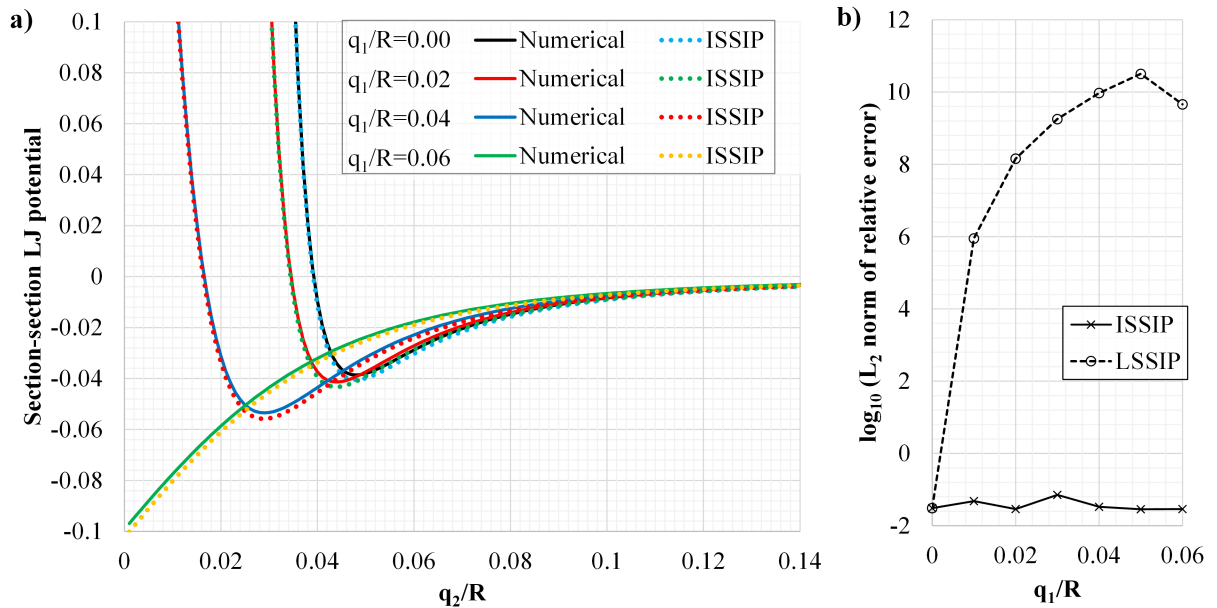 a)
Section-section LJ potential
0.1
0.08
0.06
0.04
0.02
0
-0.02
-0.04
-0.06
-0.08
-0.1
q1/R=0.00 Numerical ISSIP
q1/R=0.02 Numerical ISSIP
q1/R=0.04 Numerical ISSIP
q1/R=0.06 Numerical ISSIP
0 0.02 0.04 0.06 0.08 0.10 0.12 0.14
q2/R
b)
log10 (L2 norm of relative error)
12
10
8
6
4
2
0
-2
ISSIP
LSSIP
0 0.02 0.04 0.06
q1/R